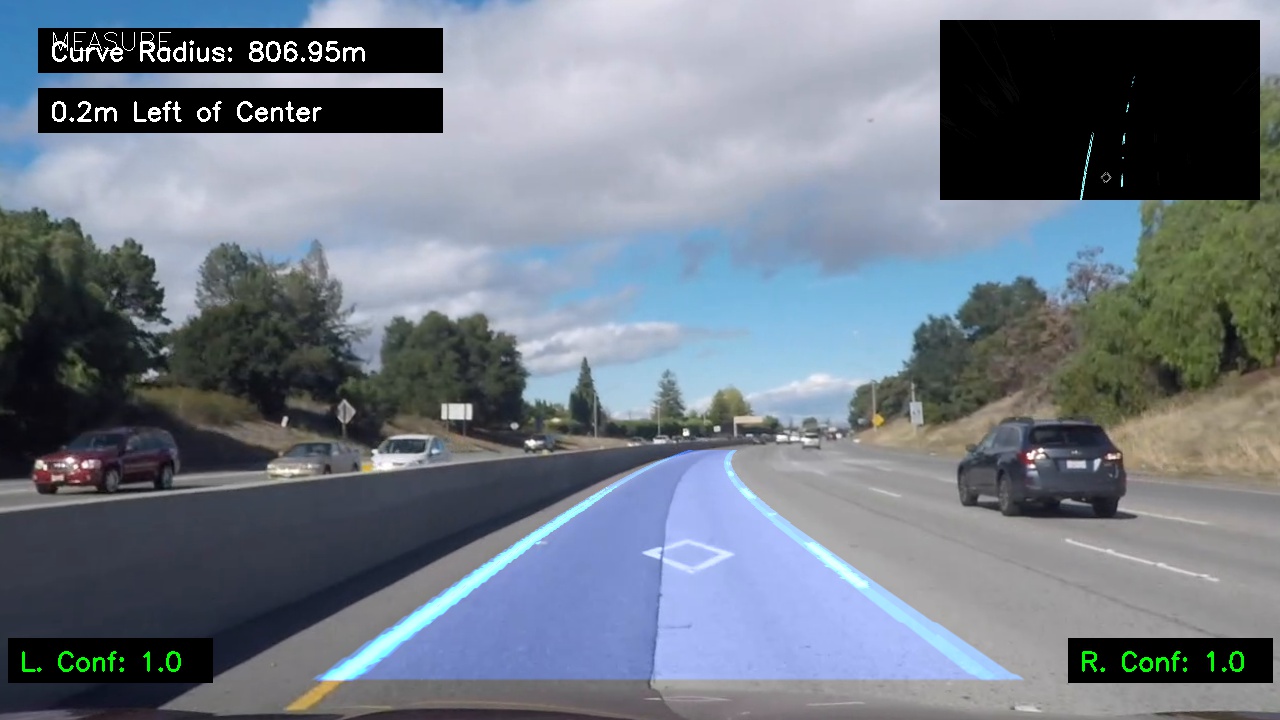 MEASURE
Curve Radius: 806.95m
0.2m Left of Center
L. Conf: 1.0
R. Conf: 1.0